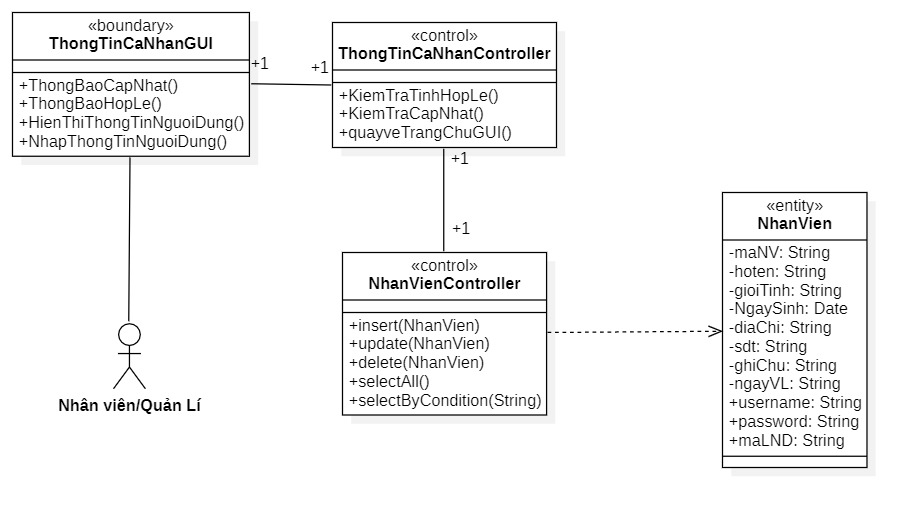 «boundary»
ThongTinCaNhanGUI
+ThongBaoCapNhat()
+ThongBaoHopLe()
+HienThiThongTinNguoiDung()
+NhapThongTinNguoiDung()
+1
+1
«control»
ThongTinCaNhanController
+KiemTraTinhHopLe()
+KiemTraCapNhat()
+quayveTrangChuGUI()
+1
+1
«control»
NhanVienController
+insert(NhanVien)
+update(NhanVien)
+delete(NhanVien)
+selectAll()
+selectByCondition(String)
«entity»
NhanVien
-maNV: String
-hoten: String
-gioiTinh: String
-NgaySinh: Date
-diaChi: String
-sdt: String
-ghiChu: String
-ngayVL: String
+username: String
+password: String
+maLND: String
Nhân viên/Quản Lí